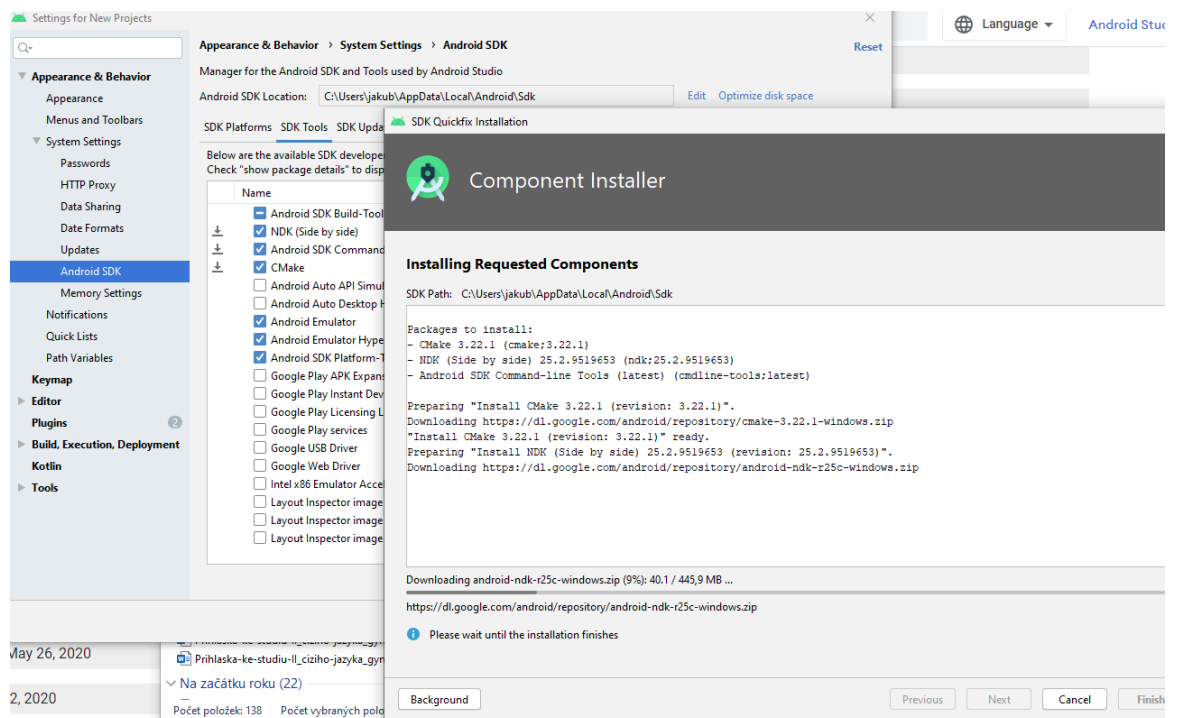 Settings for New Projects
Language
Android Stu
Appearance & Behavior › System Settings › Android SDK
Reset
Manager for the Android SDK and Tools used by Android Studio
Android SDK Location: C:\Users\jakub\AppData\Local\Android\Sdk Edit Optimize disk space
SDK Platforms SDK Tools SDK Upda
Below are the available SDK develope
Check "show package details" to disp
Name
Android SDK Build-Tool
NDK (Side by side)
Android SDK Command
CMake
Android Auto API Simul
Android Auto Desktop H
Android Emulator
Android Emulator Hype
Android SDK Platform-T
Google Play APK Expans
Google Play Instant Dev
Google Play Licensing L
Google Play services
Google USB Driver
Google Web Driver
Intel x86 Emulator Acce
Layout Inspector image
Layout Inspector image
Layout Inspector image
Appearance & Behavior
Appearance
Menus and Toolbars
System Settings
Passwords
HTTP Proxy
Data Sharing
Date Formats
Updates
Android SDK
Memory Settings
Notifications
Quick Lists
Path Variables
Keymap
Editor
Plugins 2
Build, Execution, Deployment
Kotlin
Tools
SDK Quickfix Installation
Component Installer
Installing Requested Components
SDK Path: C:\Users\jakub\AppData\Local\Android\Sdk
Packages to install:
- CMake 3.22.1 (cmake;3.22.1)
- NDK (Side by side) 25.2.9519653 (ndk;25.2.9519653)
- Android SDK Command-line Tools (latest) (cmdline-tools;latest)
Preparing "Install CMake 3.22.1 (revision: 3.22.1)".
Downloading https://dl.google.com/android/repository/cmake-3.22.1-windows.zip
"Install CMake 3.22.1 (revision: 3.22.1)" ready.
Preparing "Install NDK (Side by side) 25.2.9519653 (revision: 25.2.9519653)".
Downloading https://dl.google.com/android/repository/android-ndk-r25c-windows.zip
Downloading android-ndk-r25c-windows.zip (9%): 40.1 / 445,9 MB ...
https://dl.google.com/android/repository/android-ndk-r25c-windows.zip
Please wait until the installation finishes
Background
Previous
Next
Cancel
Finish
May 26, 2020
2, 2020
Prihlaska-ke-studiu-II_ciziho-jazyka_gyn
Na začátku roku (22)
Počet položek: 138 Počet vybraných polo